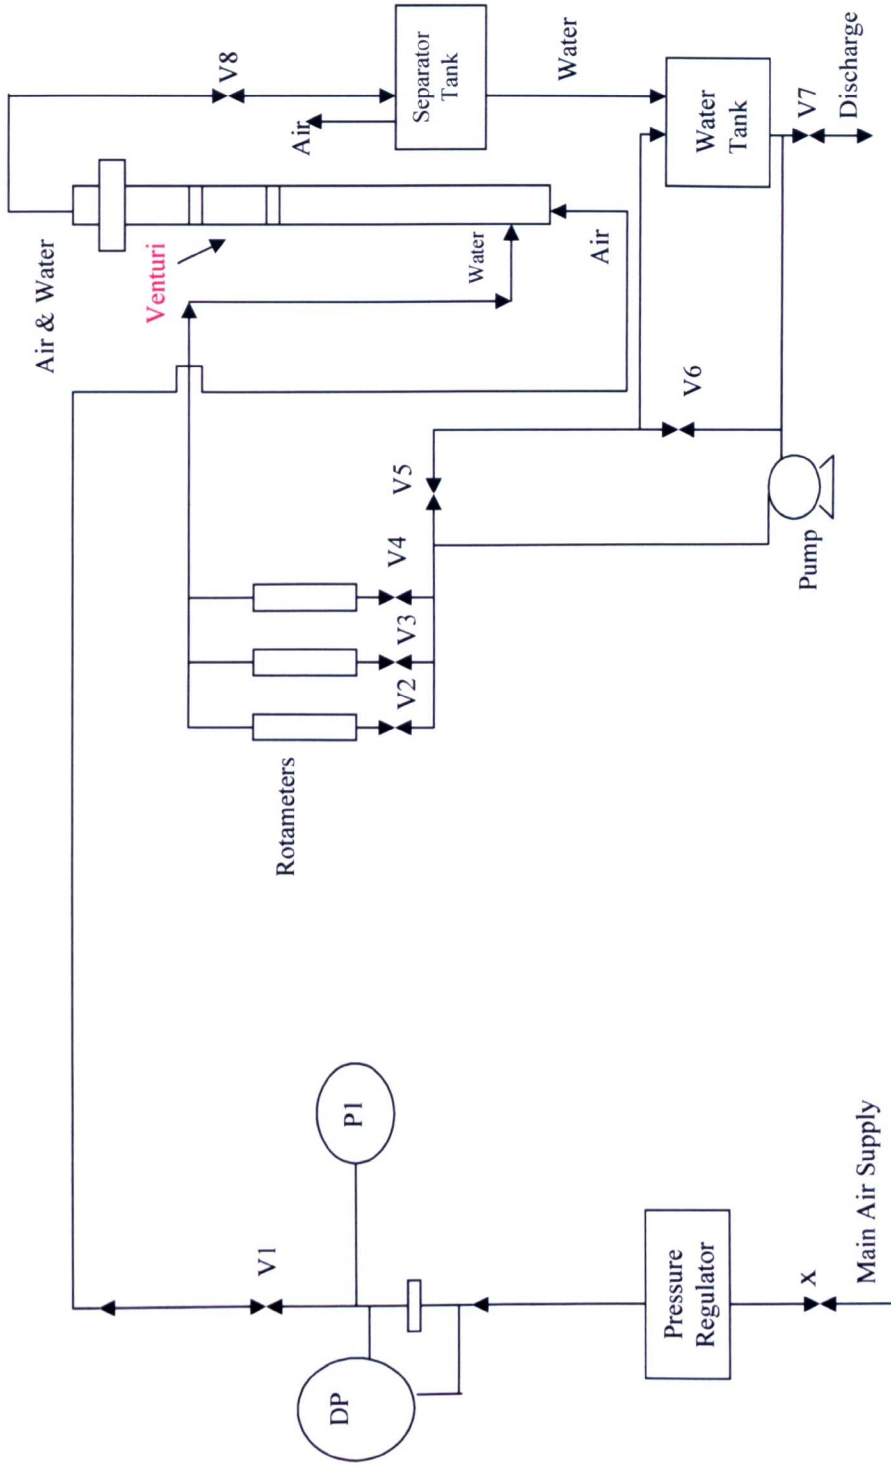 Air & Water
Venturi
Water
Air
Air
V8
Separator
Tank
Water
Water
Tank
V7
Discharge
V6
Pump
V5
V4
V3
V2
Rotameters
P1
V1
DP
Pressure
Regulator
X
Main Air Supply